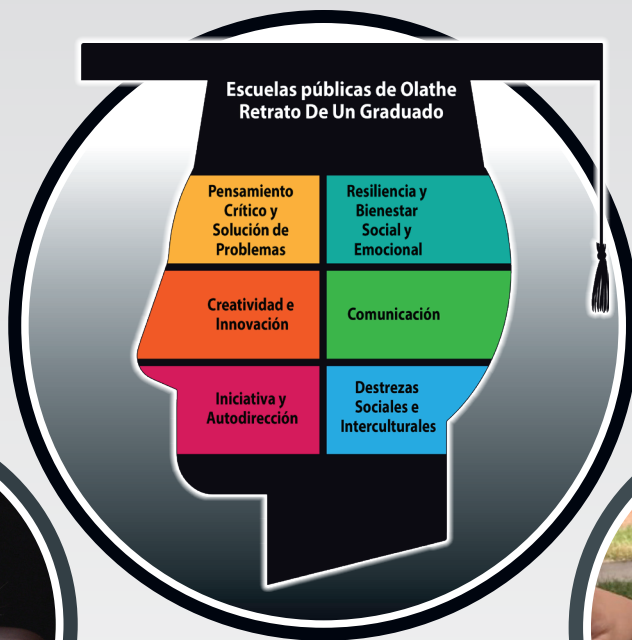 Escuelas públicas de Olathe
Retrato De Un Graduado
Pensamiento
Crítico y
Solución de
Problemas
Resiliencia y
Bienestar
Social y
Emocional
Creatividad e
Innovación
Comunicación
Iniciativa y
Autodirección
Destrezas
Sociales e
Interculturales